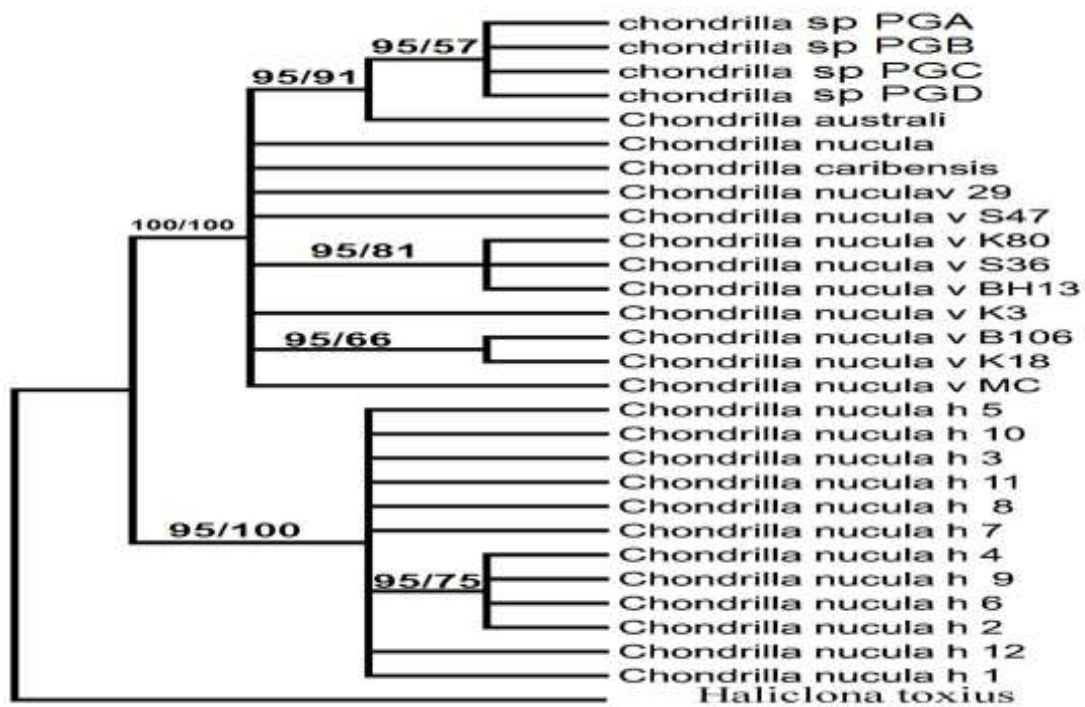 chondrilla sp PGA
95/57
chondrilla sp PGB
chondrilla sp PGC
95/91
chondrilla sp PGD
Chondrilla australi
Chondrilla nucula
Chondrilla caribensis
Chondrilla nuculav 29
Chondrilla nucula v S47
100/100
Chondrilla nucula v K80
95/81
Chondrilla nucula v S36
Chondrilla nucula v BH13
Chondrilla nucula v K3
95/66
Chondrilla nucula v B106
Chondrilla nucula v K18
Chondrilla nucula v MC
Chondrilla nucula h 5
Chondrilla nucula h 10
Chondrilla nucula h 3
Chondrilla nucula h 11
Chondrilla nucula h 8
95/100
Chondrilla nucula h 7
Chondrilla nucula h 4
95/75
Chondrilla nucula h 9
Chondrilla nucula h 6
Chondrilla nucula h 2
Chondrilla nucula h 12
Chondrilla nucula h 1
Haliclona toxius